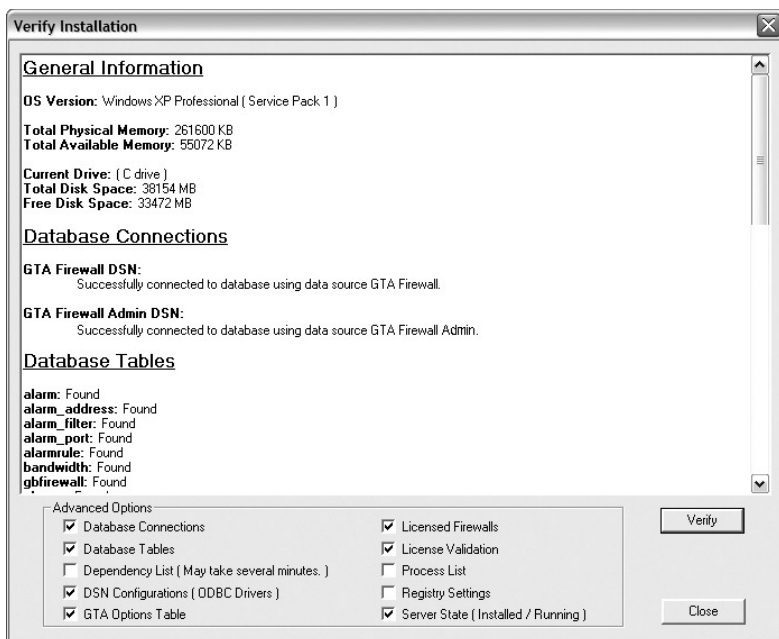 Verify Installation
General Information
OS Version: Windows XP Professional ( Service Pack 1 )
Total Physical Memory: 261600 KB
Total Available Memory: 55072 KB
Current Drive: ( C drive )
Total Disk Space: 38154 MB
Free Disk Space: 33472 MB
Database Connections
GTA Firewall DSN:
Successfully connected to database using data source GTA Firewall.
GTA Firewall Admin DSN:
Successfully connected to database using data source GTA Firewall Admin.
Database Tables
alarm: Found
alarm_address: Found
alarm_filter: Found
alarm_port: Found
alarmrule: Found
bandwidth: Found
gbfirewall: Found
Advanced Options
Database Connections
Database Tables
Dependency List ( May take several minutes. )
DSN Configurations ( ODBC Drivers )
GTA Options Table
Licensed Firewalls
License Validation
Process List
Registry Settings
Server State ( Installed / Running )
Verify
Close